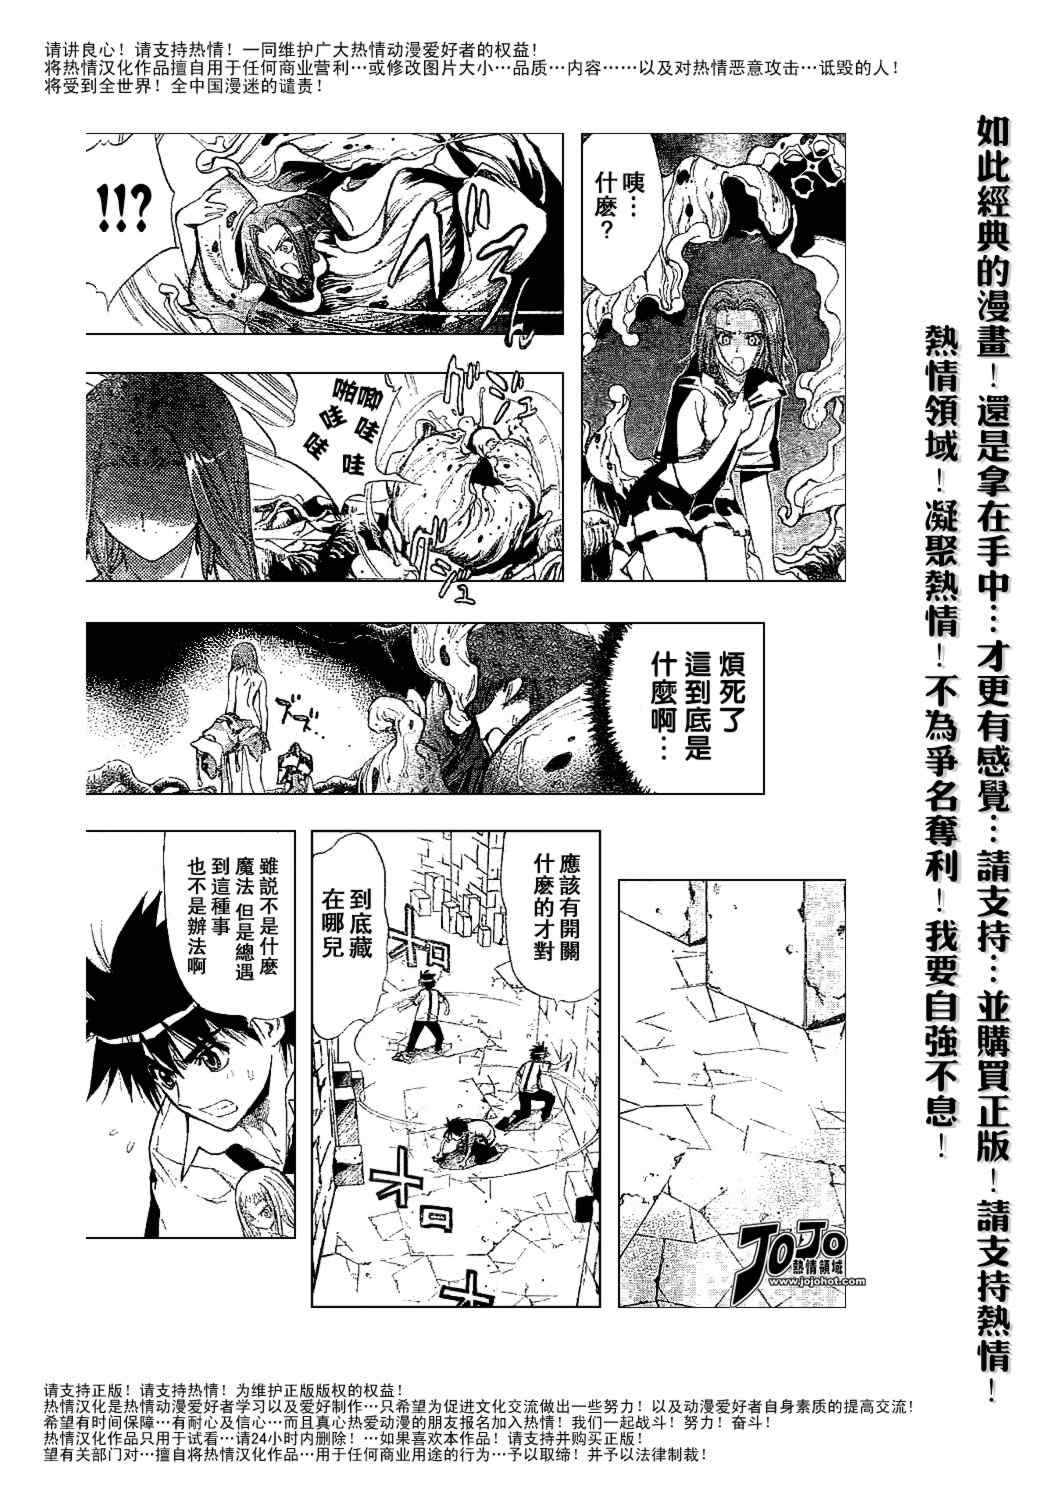 请讲良心！请支持热情！一同维护广大热情动漫爱好者的权益！
将热情汉化作品擅自用于任何商业营利…或修改图片大小…品质…内容……以及对热情恶意攻击…诋毁的人！
将受到全世界！全中国漫迷的谴责！
如此經典的漫畫！還是拿在手中…才更有感覺…請支持…並購買正版！請支持熱情！
熱情領域！凝聚熱情！不為爭名奪利！我要自強不息！
咦…
什麼？
!!?
唧哇哇
啪哇哇
煩死了
這到底是
什麼啊…
ズズ…
應該有開關
什麼的才對
到底藏
在哪兒
キョロ
キョロ
雖説不是什麼
魔法 但是總遇
到這種事
也不是辦法啊
JOJO
熱情領域
www.jojohot.com
请支持正版！请支持热情！为维护正版版权的权益！
热情汉化是热情动漫爱好者学习以及爱好制作…只希望为促进文化交流做出一些努力！以及动漫爱好者自身素质的提高交流！
希望有时间保障…有耐心及信心…而且真心热爱动漫的朋友报名加入热情！我们一起战斗！努力！奋斗！
热情汉化作品只用于试看…请24小时内删除！…如果喜欢本作品！请支持并购买正版！
望有关部门对…擅自将热情汉化作品…用于任何商业用途的行为…予以取缔！并予以法律制裁！